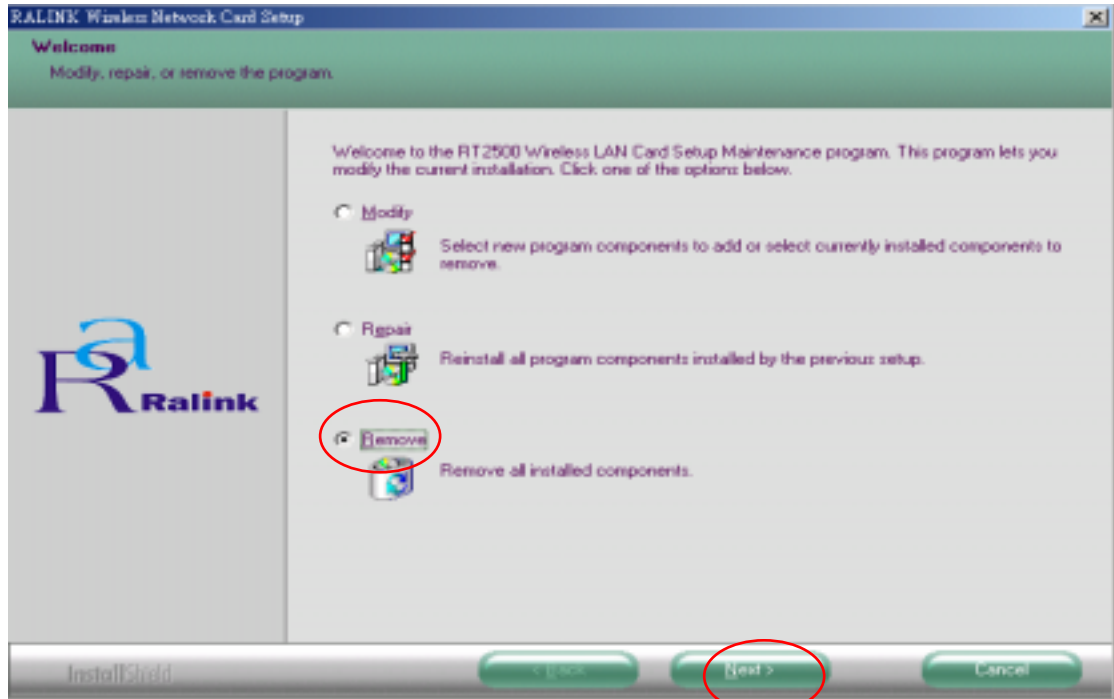 RALINK Wireless Network Card Setup
Welcome
Modify, repair, or remove the program.
Welcome to the RT2500 Wireless LAN Card Setup Maintenance program. This program lets you
modify the current installation. Click one of the options below.
Modify
Select new program components to add or select currently installed components to
remove.
Repair
Reinstall all program components installed by the previous setup.
Ralink
Remove
Remove all installed components.
InstallShield
< Back
Next >
Cancel